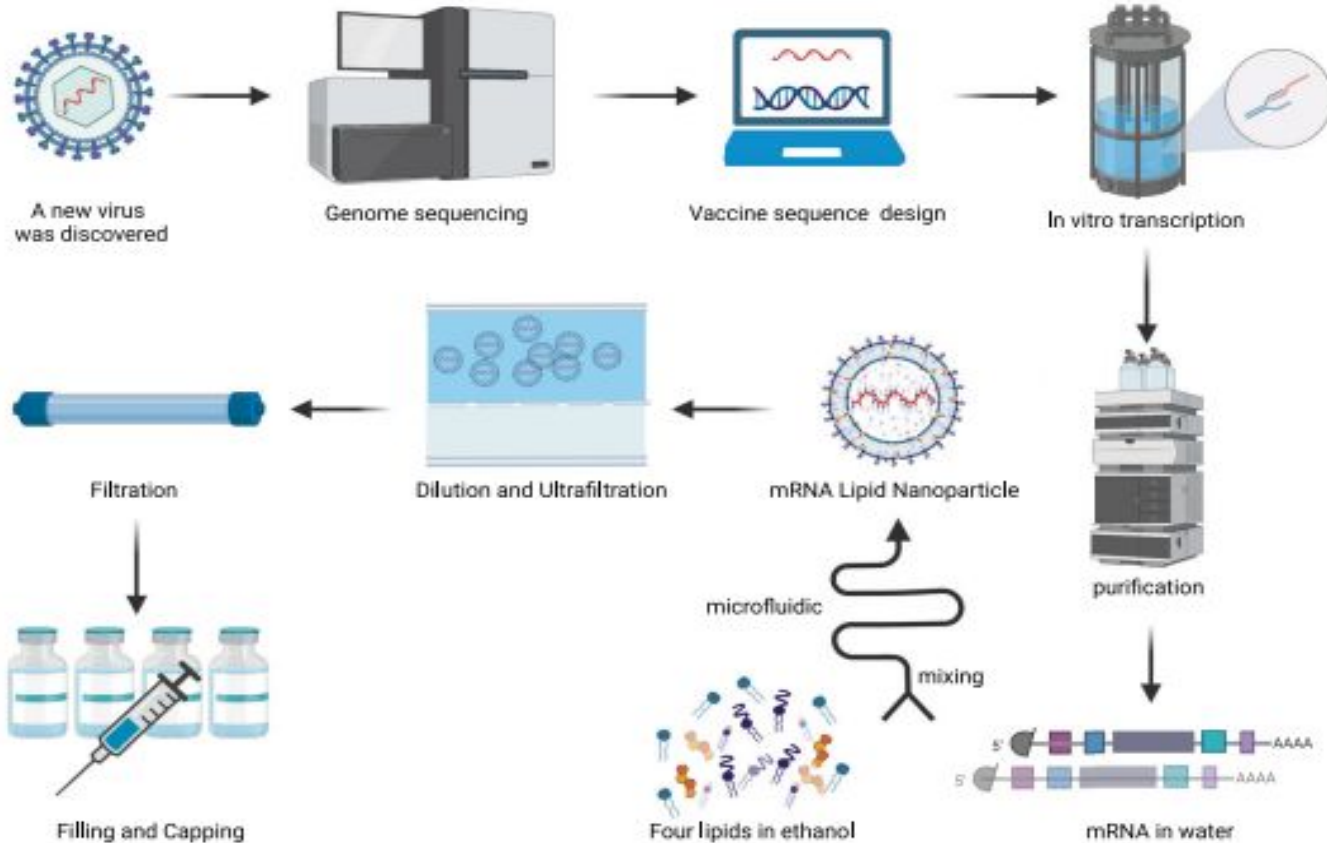 A new virus
was discovered
Genome sequencing
Vaccine sequence design
In vitro transcription
purification
5' AAAA
5' AAAA
mRNA in water
Four lipids in ethanol
mixing
microfluidic
mRNA Lipid Nanoparticle
Dilution and Ultrafiltration
Filtration
Filling and Capping